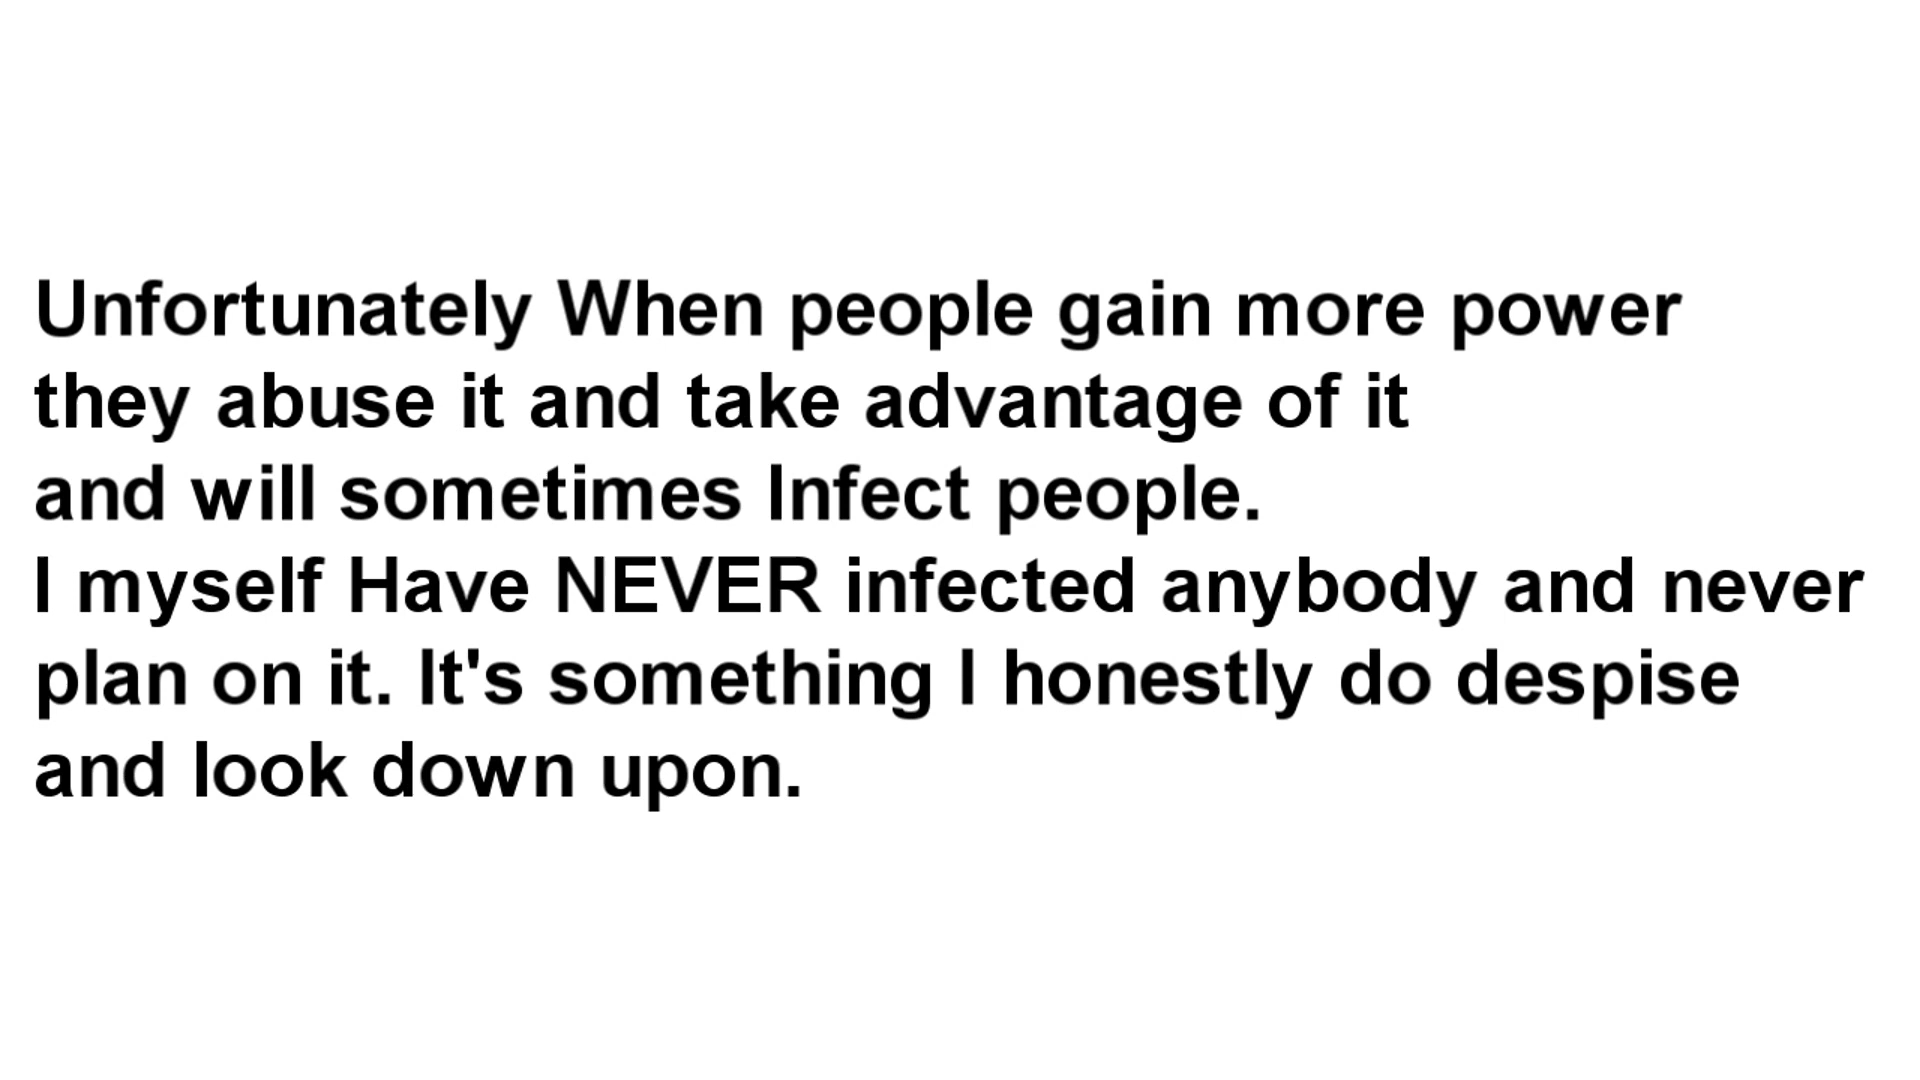 Unfortunately When people gain more power
they abuse it and take advantage of it
and will sometimes Infect people.
I myself Have NEVER infected anybody and never
plan on it. It's something I honestly do despise
and look down upon.